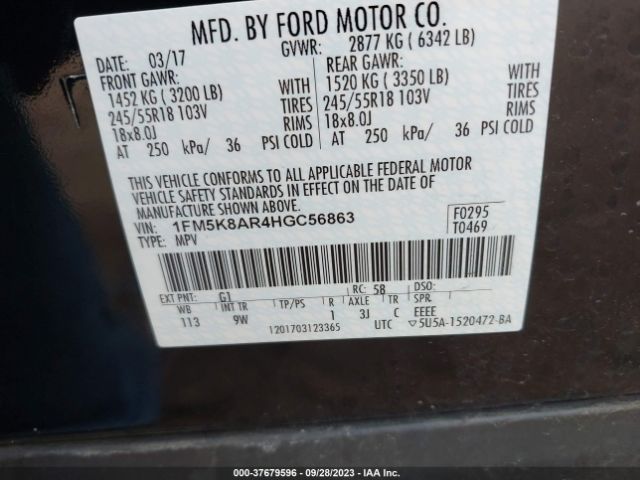 MFD. BY FORD MOTOR CO.
DATE: 03/17 GVWR: 2877 KG ( 6342 LB)
FRONT GAWR: REAR GAWR:
1452 KG ( 3200 LB) 1520 KG ( 3350 LB)
245/55R18 103V TIRES 245/55R18 103V TIRES
18x8.0J RIMS 18x8.0J RIMS
AT 250 kPa/ 36 PSI COLD AT 250 kPa/ 36 PSI COLD
THIS VEHICLE CONFORMS TO ALL APPLICABLE FEDERAL MOTOR
VEHICLE SAFETY STANDARDS IN EFFECT ON THE DATE OF
MANUFACTURE SHOWN ABOVE.
VIN: 1FM5K8AR4HGC56863 F0295
TYPE: MPV T0469
EXT PNT: G1 RC: 58 DSO:
WB INT TR TP/PS R AXLE TR SPR
113 9W 1 3J C EEEE
1201703123365 UTC ▽5U5A-1520472-BA
000-37679596 - 09/28/2023 - IAA Inc.